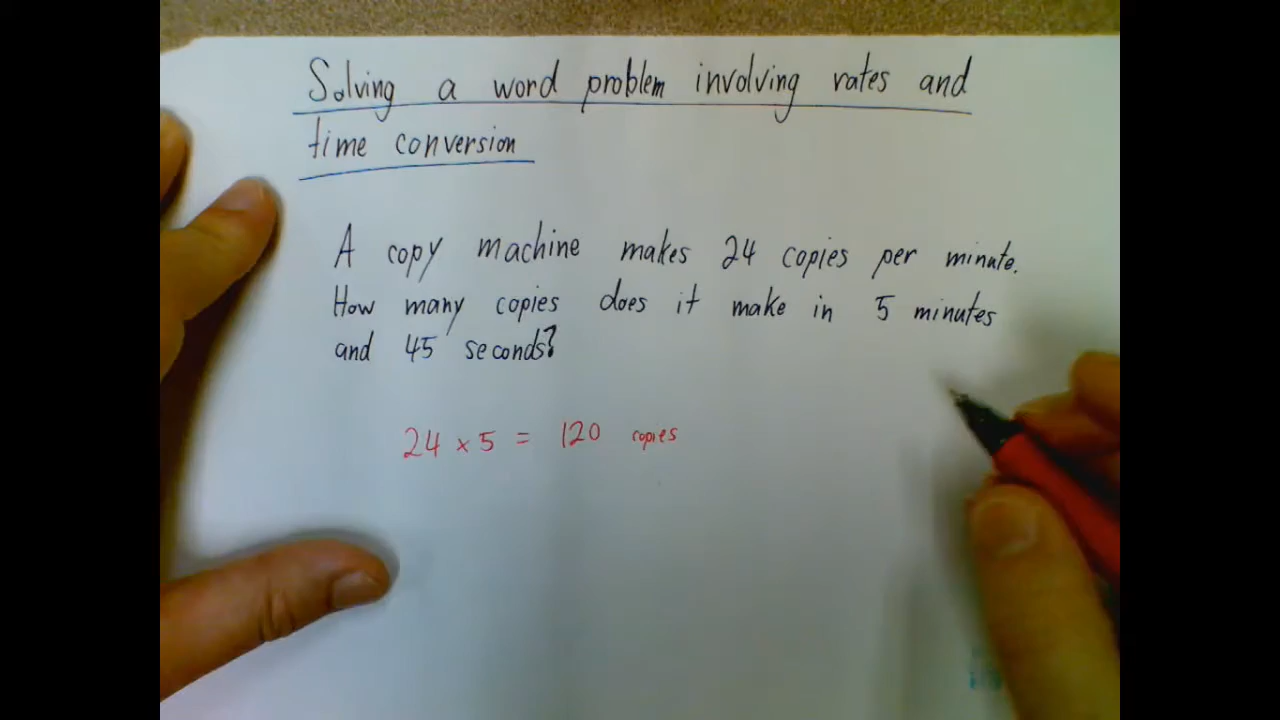 Solving a word problem involving rates and
time conversion
A copy machine makes 24 copies per minute.
How many copies does it make in 5 minutes
and 45 seconds?
24 × 5 = 120 copies